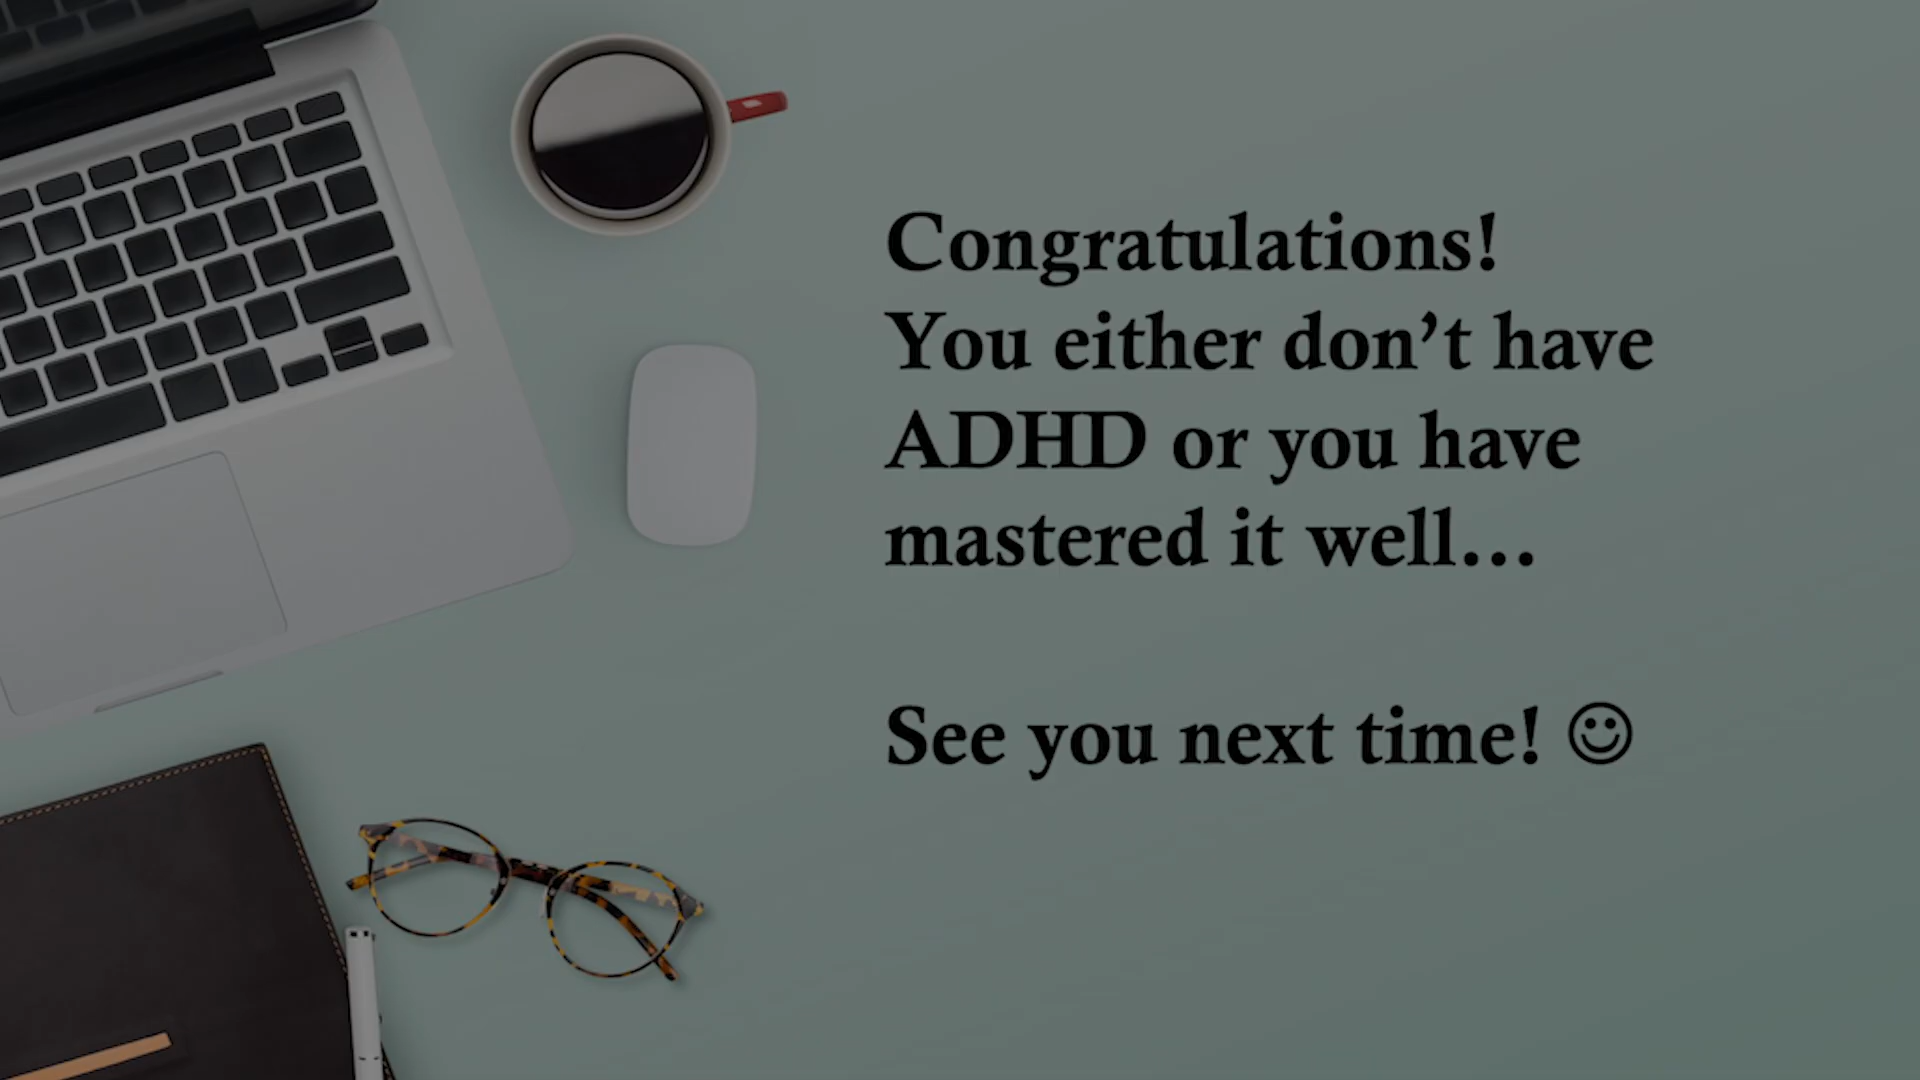 Congratulations!
You either don’t have
ADHD or you have
mastered it well…
See you next time! ☺